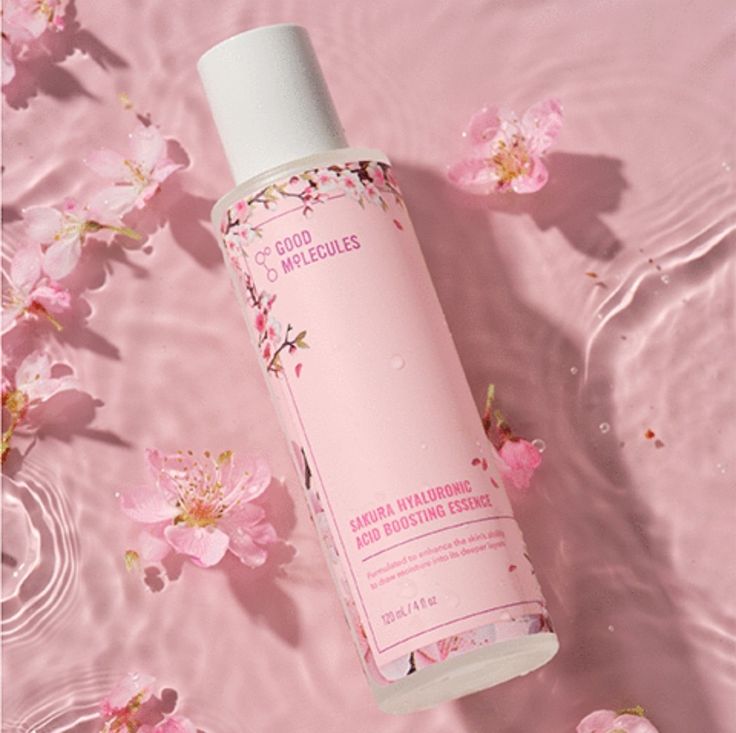 GOOD
MOLECULES
SAKURA HYALURONIC
ACID BOOSTING ESSENCE
Formulated to enhance the skin's ability
to draw moisture into its deeper layers
120 mL / 4 fl oz